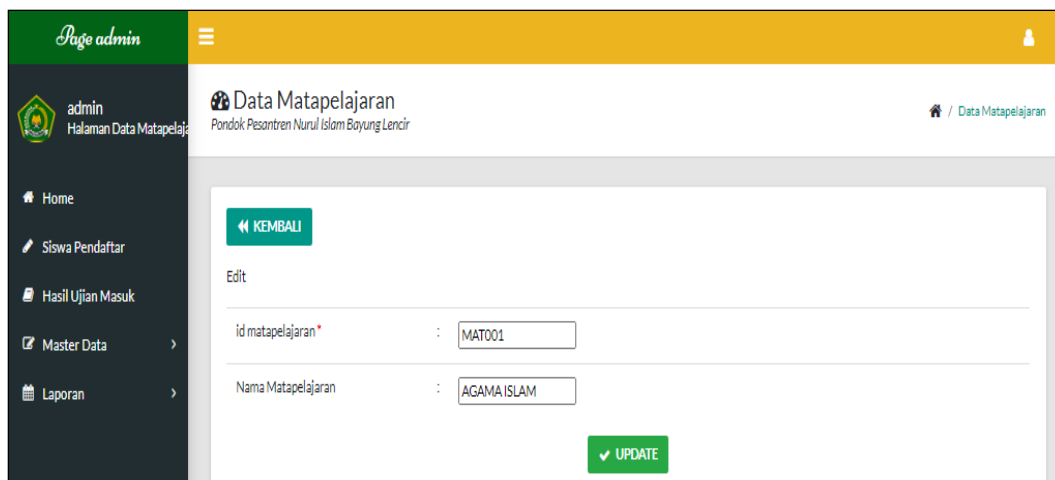 Page admin
admin
Halaman Data Matapelaja
Home
Siswa Pendaftar
Hasil Ujian Masuk
Master Data
Laporan
Data Matapelajaran
Pondok Pesantren Nurul Islam Bayung Lencir
/ Data Matapelajaran
KEMBALI
Edit
id matapelajaran* : MAT001
Nama Matapelajaran : AGAMA ISLAM
UPDATE